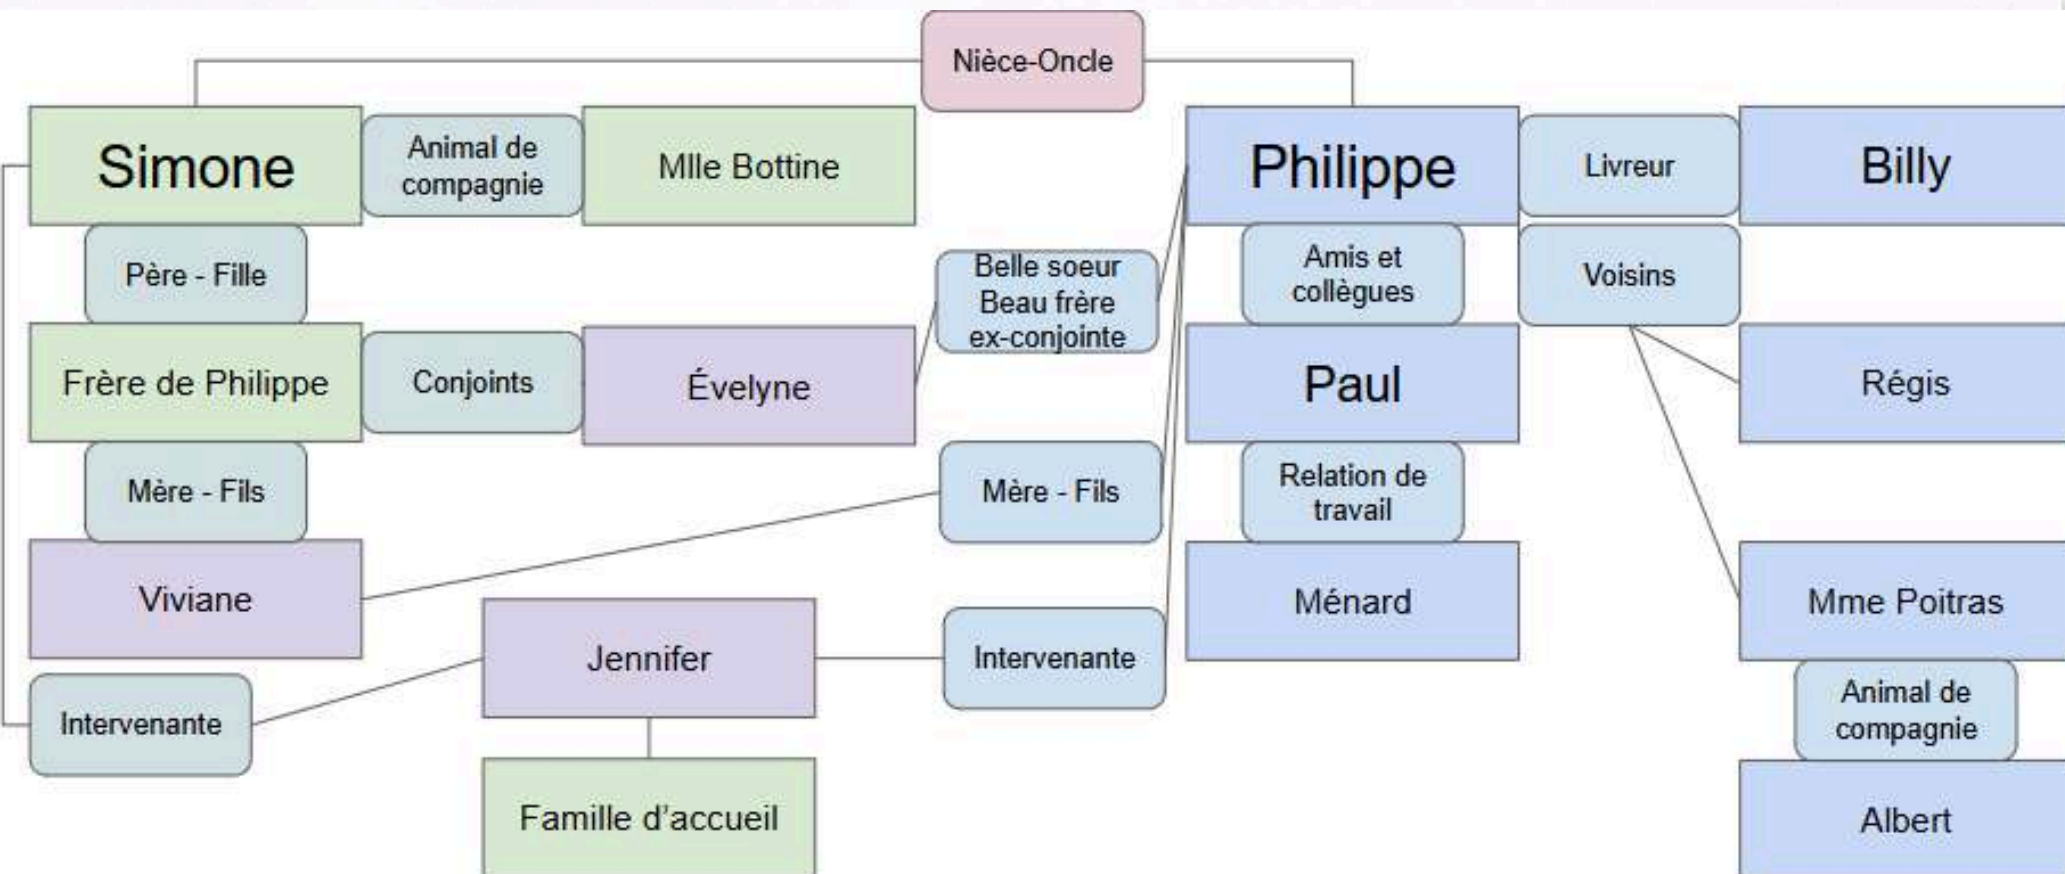 Nièce-Oncle
Simone
Animal de
compagnie
Mlle Bottine
Philippe
Livreur
Billy
Père - Fille
Belle soeur
Beau frère
ex-conjointe
Amis et
collègues
Voisins
Frère de Philippe
Conjoints
Évelyne
Paul
Régis
Mère - Fils
Mère - Fils
Relation de
travail
Viviane
Jennifer
Intervenante
Ménard
Mme Poitras
Intervenante
Animal de
compagnie
Famille d'accueil
Albert